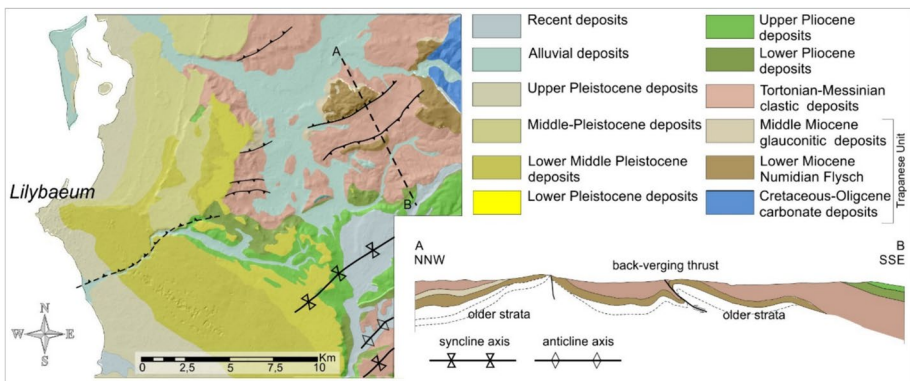 Lilybaeum
A
B
N
W E
S
0 2,5 5 7,5 10
Km
Recent deposits
Alluvial deposits
Upper Pleistocene deposits
Middle-Pleistocene deposits
Lower Middle Pleistocene
deposits
Lower Pleistocene deposits
Upper Pliocene
deposits
Lower Pliocene
deposits
Tortonian-Messinian
clastic deposits
Middle Miocene
glauconitic deposits
Lower Miocene
Numidian Flysch
Cretaceous-Oligcene
carbonate deposits
Trapanese Unit
A
NNW
B
SSE
back-verging thrust
older strata
older strata
syncline axis
anticline axis